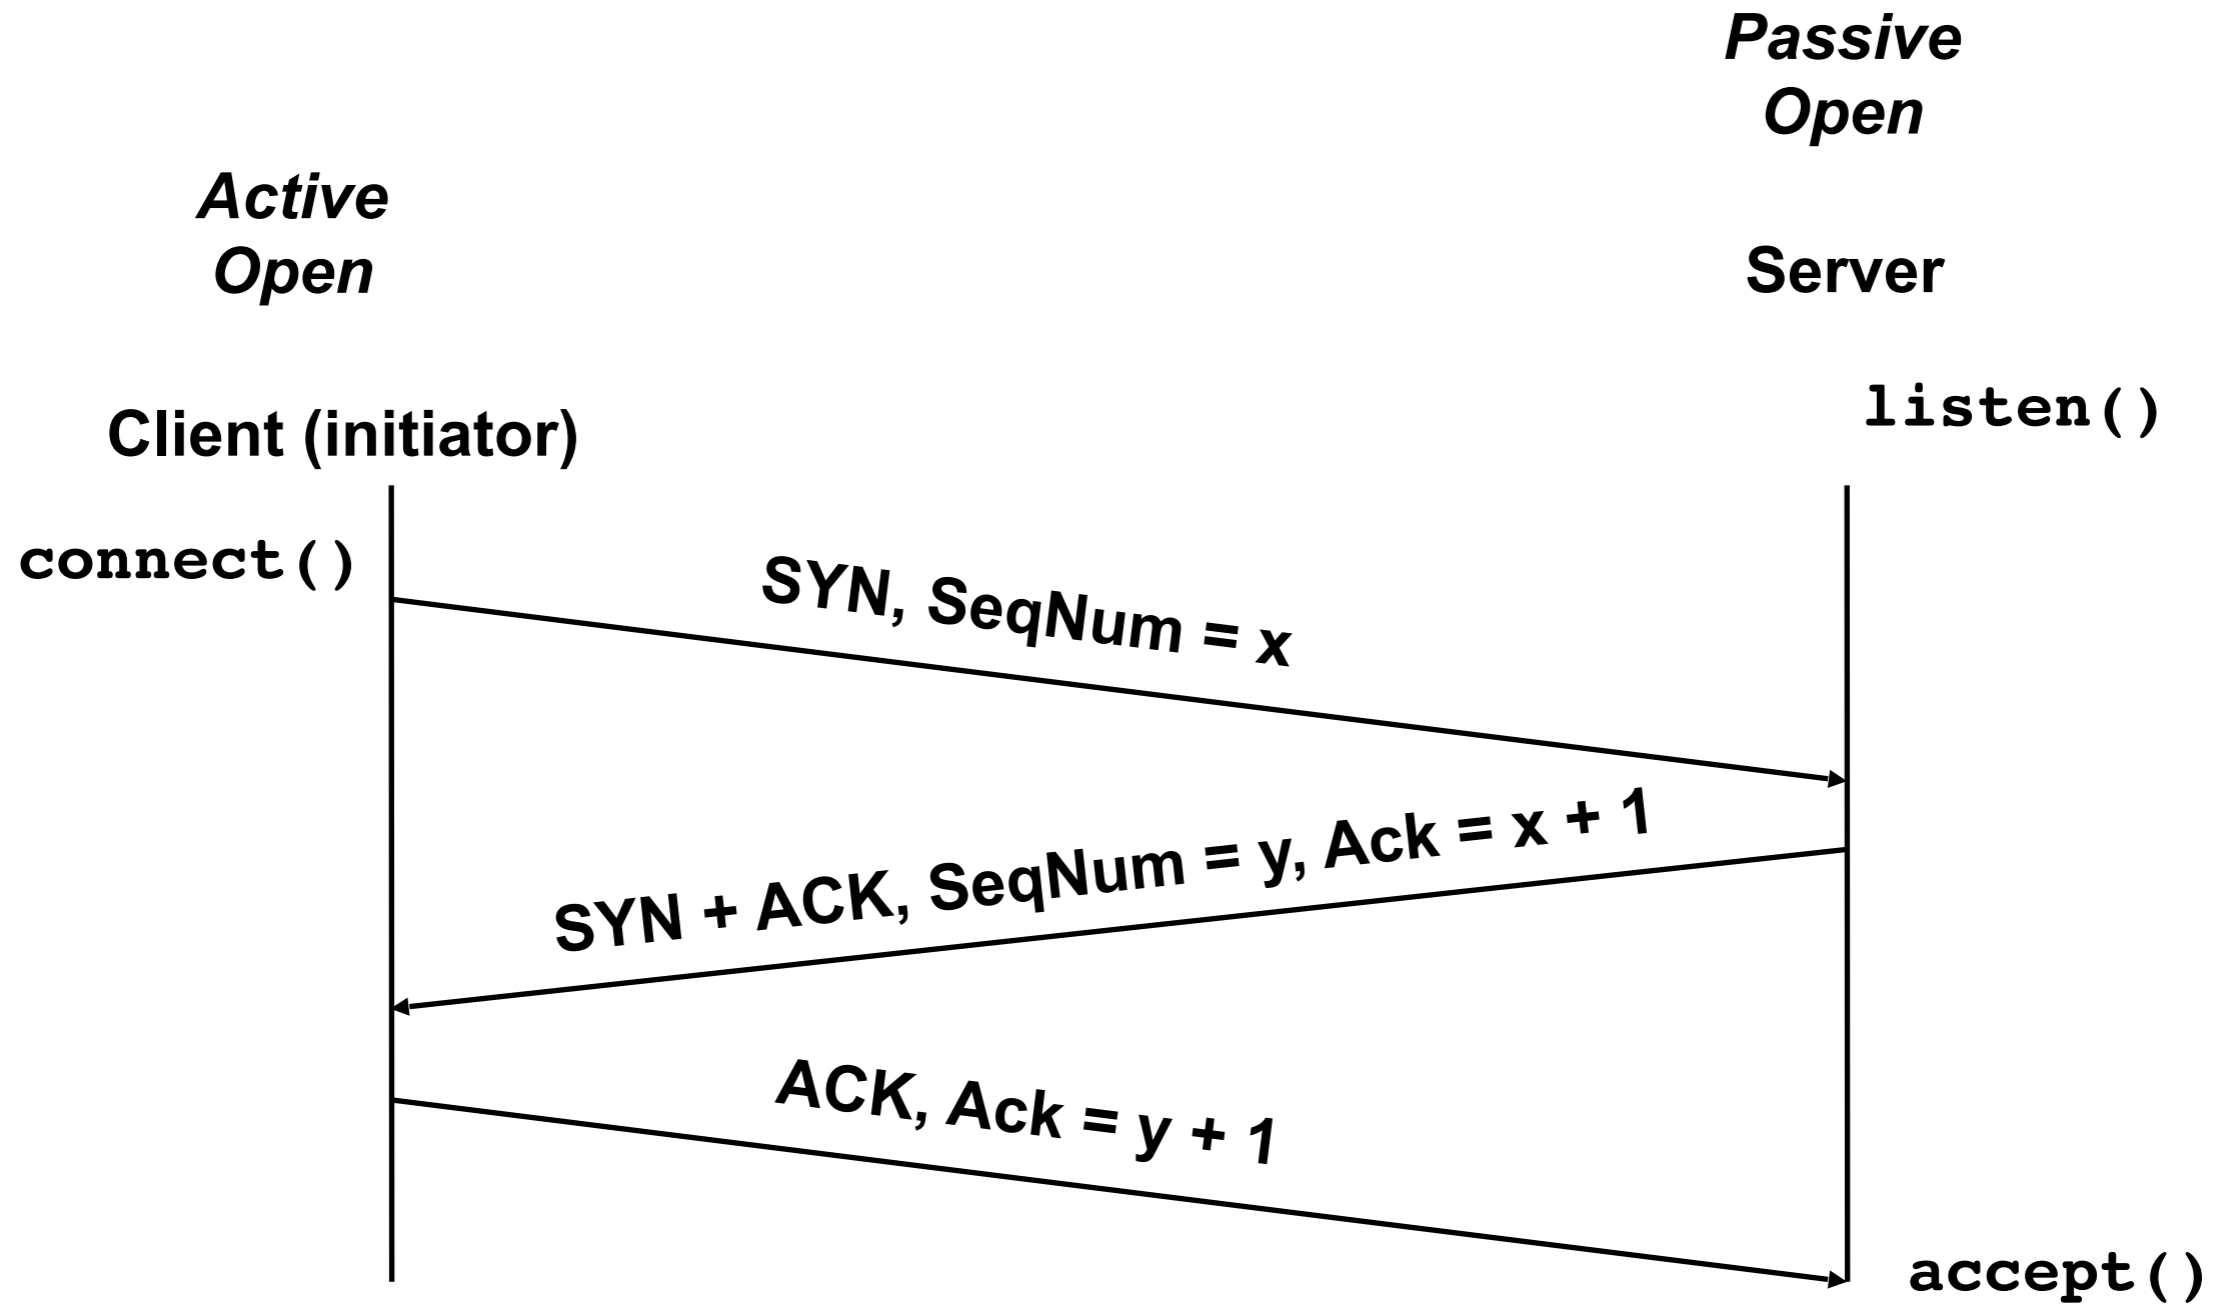 Passive
Open
Active
Open
Server
Client (initiator)
listen()
connect()
SYN, SeqNum = x
SYN + ACK, SeqNum = y, Ack = x + 1
ACK, Ack = y + 1
accept()